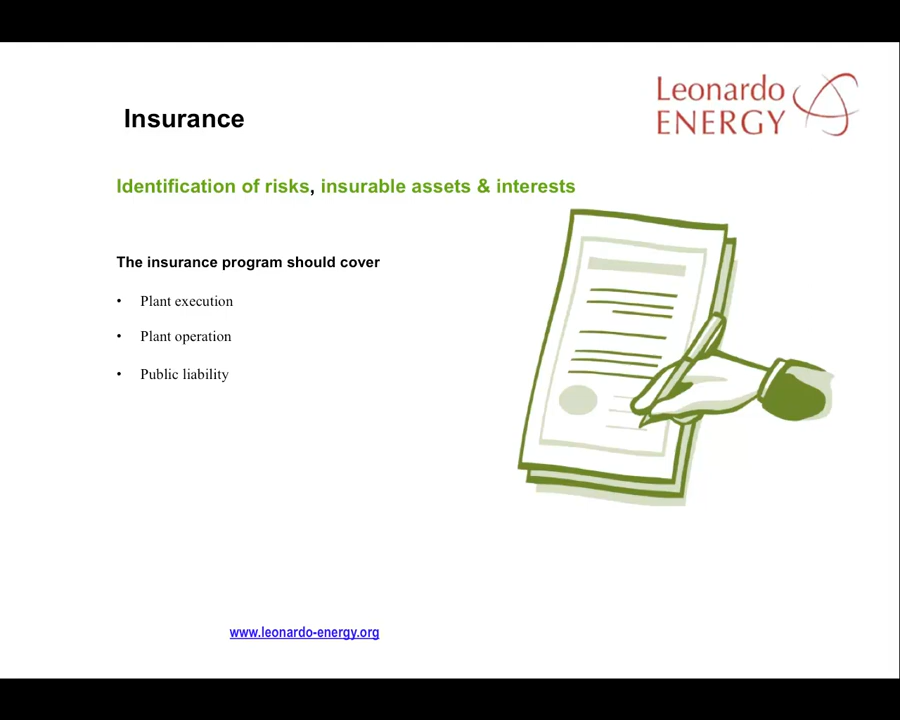 Leonardo
ENERGY
Insurance
Identification of risks, insurable assets & interests
The insurance program should cover
• Plant execution
• Plant operation
• Public liability
www.leonardo-energy.org